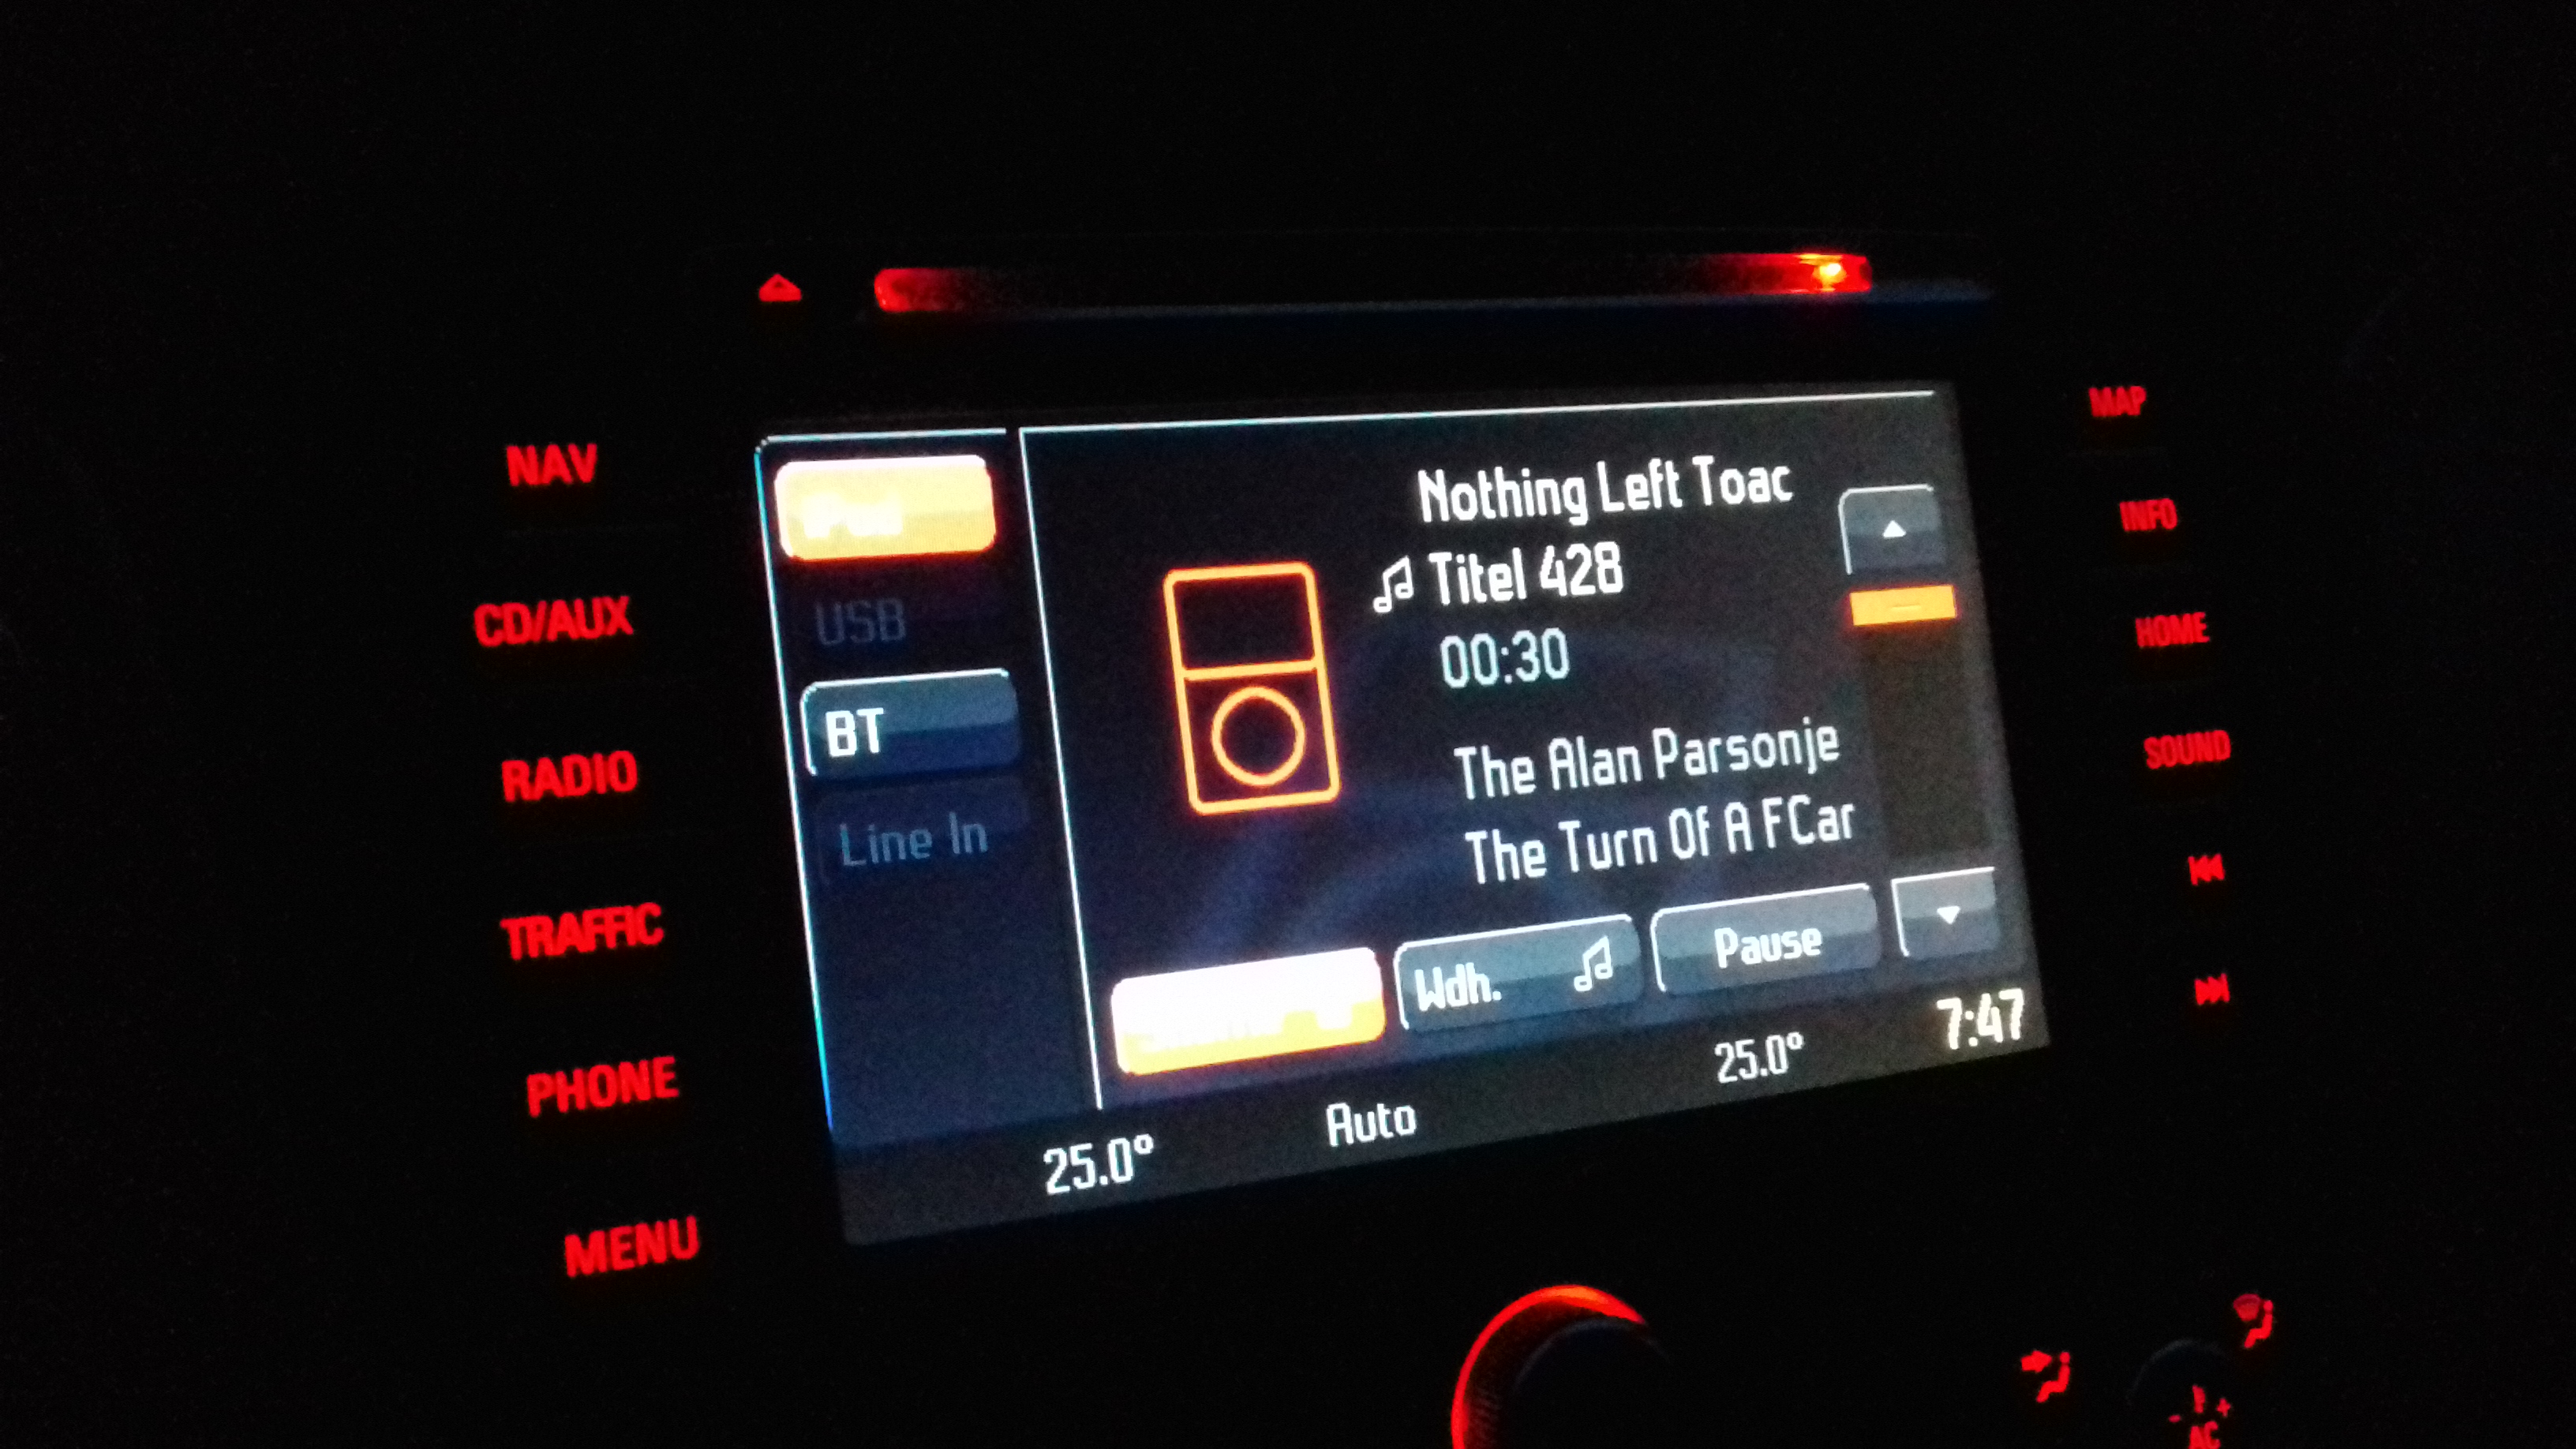 NAV
CD/AUX
RADIO
TRAFFIC
PHONE
MENU
iPod
USB
BT
Line In
Nothing Left Toac
Titel 428
00:30
The Alan Parsonje
The Turn Of A FCar
Wdh.
Pause
25.0°
Auto
25.0°
7:47
MAP
INFO
HOME
SOUND
AC